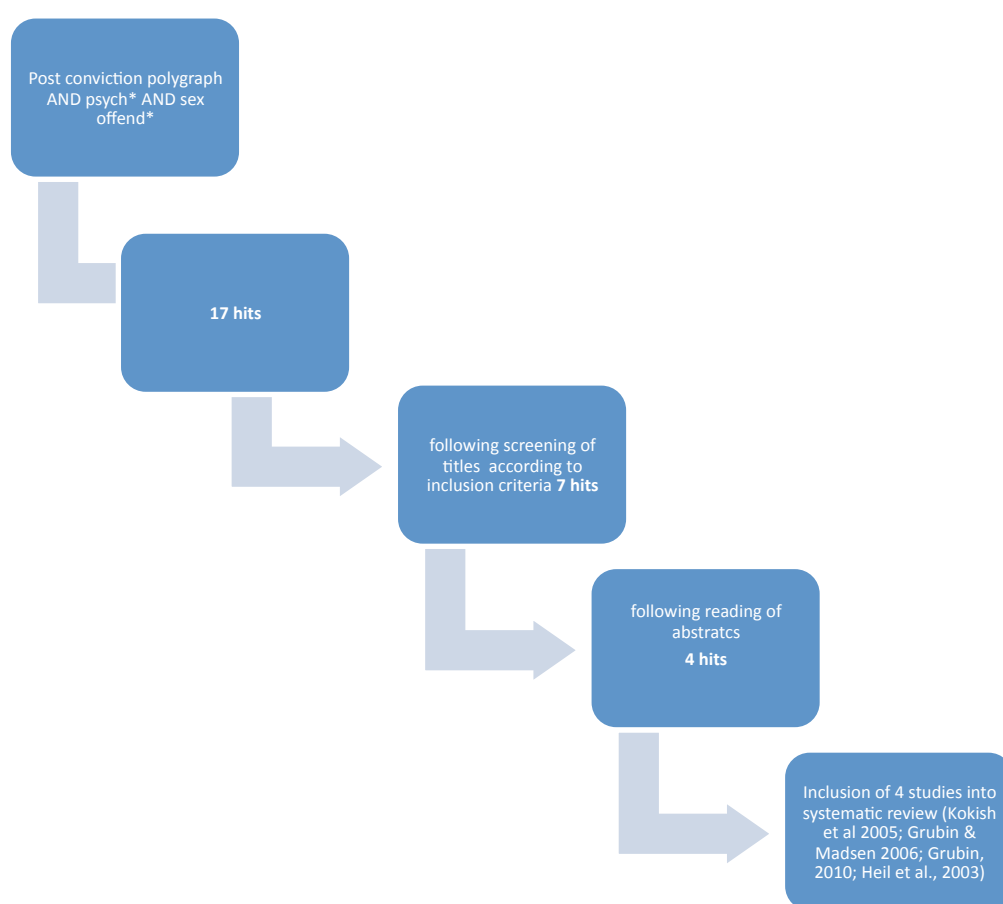 Post conviction polygraph
AND psych* AND sex
offend*
17 hits
following screening of
titles according to
inclusion criteria 7 hits
following reading of
abstratcs
4 hits
Inclusion of 4 studies into
systematic review (Kokish
et al 2005; Grubin &
Madsen 2006; Grubin,
2010; Heil et al., 2003)